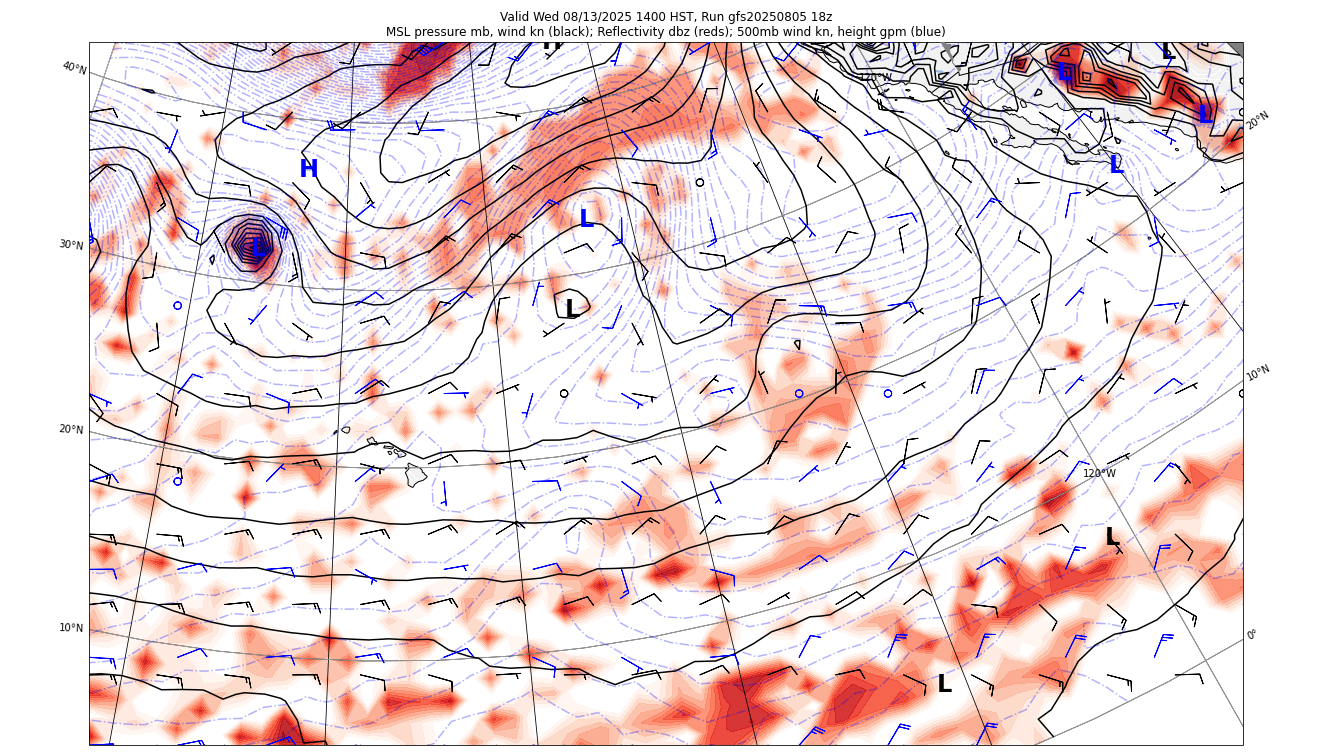 Valid Wed 08/13/2025 1400 HST, Run gfs20250805 18z
MSL pressure mb, wind kn (black); Reflectivity dbz (reds); 500mb wind kn, height gpm (blue)
H
L
40°N
120°W
L
L
20°N
H
L
L
30°N
L
L
10°N
20°N
120°W
L
10°N
0°
L